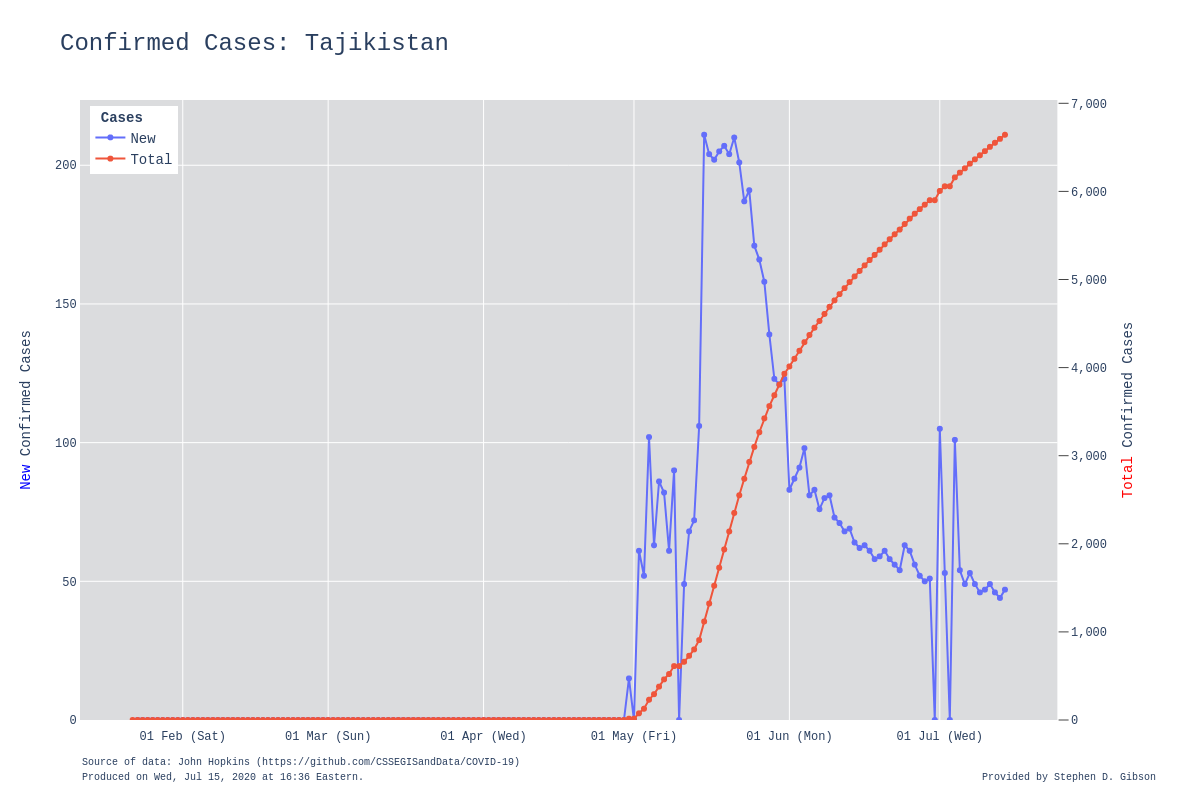 Confirmed Cases: Tajikistan
Cases
New
Total
200
150
100
50
0
7,000
6,000
5,000
4,000
3,000
2,000
1,000
0
New Confirmed Cases
Total Confirmed Cases
01 Feb (Sat)
01 Mar (Sun)
01 Apr (Wed)
01 May (Fri)
01 Jun (Mon)
01 Jul (Wed)
Source of data: John Hopkins (https://github.com/CSSEGISandData/COVID-19)
Produced on Wed, Jul 15, 2020 at 16:36 Eastern.
Provided by Stephen D. Gibson